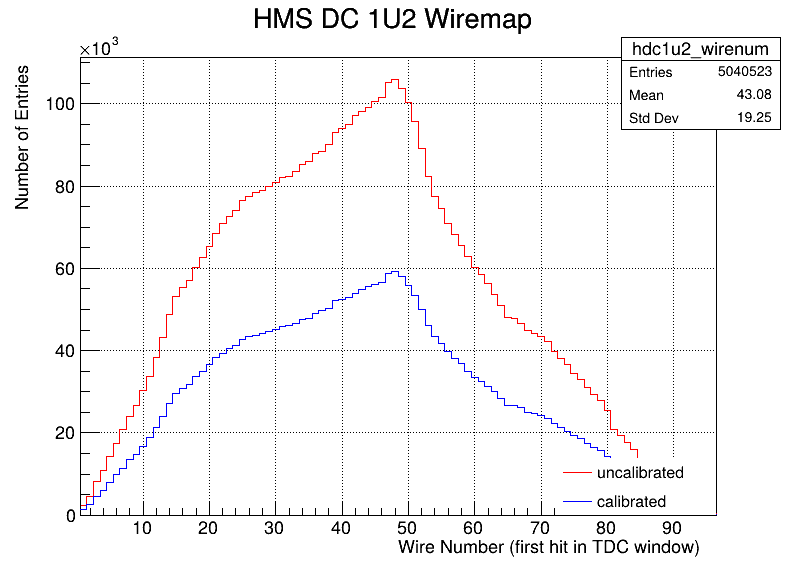 HMS DC 1U2 Wiremap
×10³
hdc1u2_wirenum
Entries 5040523
Mean 43.08
Std Dev 19.25
Number of Entries
100
80
60
40
20
0
10 20 30 40 50 60 70 80 90
Wire Number (first hit in TDC window)
uncalibrated
calibrated